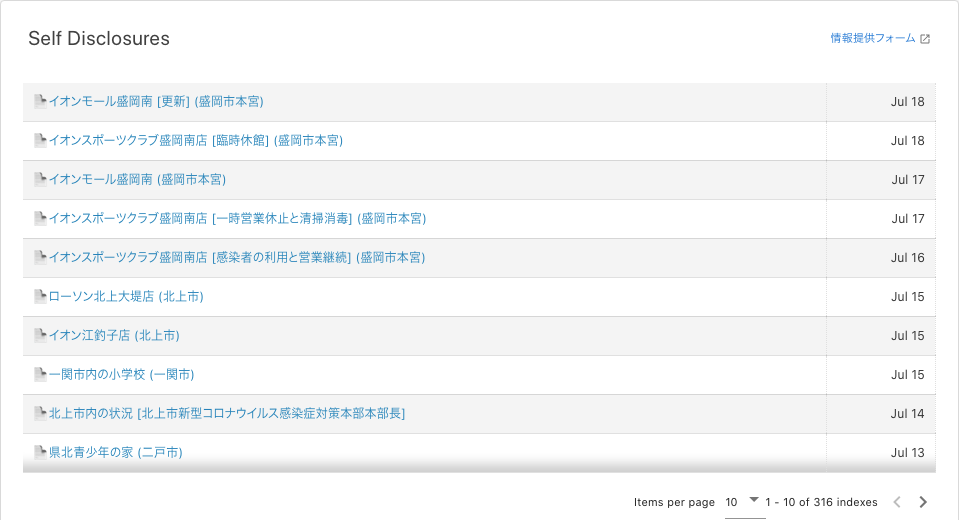 Self Disclosures
情報提供フォーム
イオンモール盛岡南 [更新] (盛岡市本宮)
Jul 18
イオンスポーツクラブ盛岡南店 [臨時休館] (盛岡市本宮)
Jul 18
イオンモール盛岡南 (盛岡市本宮)
Jul 17
イオンスポーツクラブ盛岡南店 [一時営業休止と清掃消毒] (盛岡市本宮)
Jul 17
イオンスポーツクラブ盛岡南店 [感染者の利用と営業継続] (盛岡市本宮)
Jul 16
ローソン北上大堤店 (北上市)
Jul 15
イオン江釣子店 (北上市)
Jul 15
一関市内の小学校 (一関市)
Jul 15
北上市内の状況 [北上市新型コロナウイルス感染症対策本部本部長]
Jul 14
県北青少年の家 (二戸市)
Jul 13
Items per page 10 1 - 10 of 316 indexes